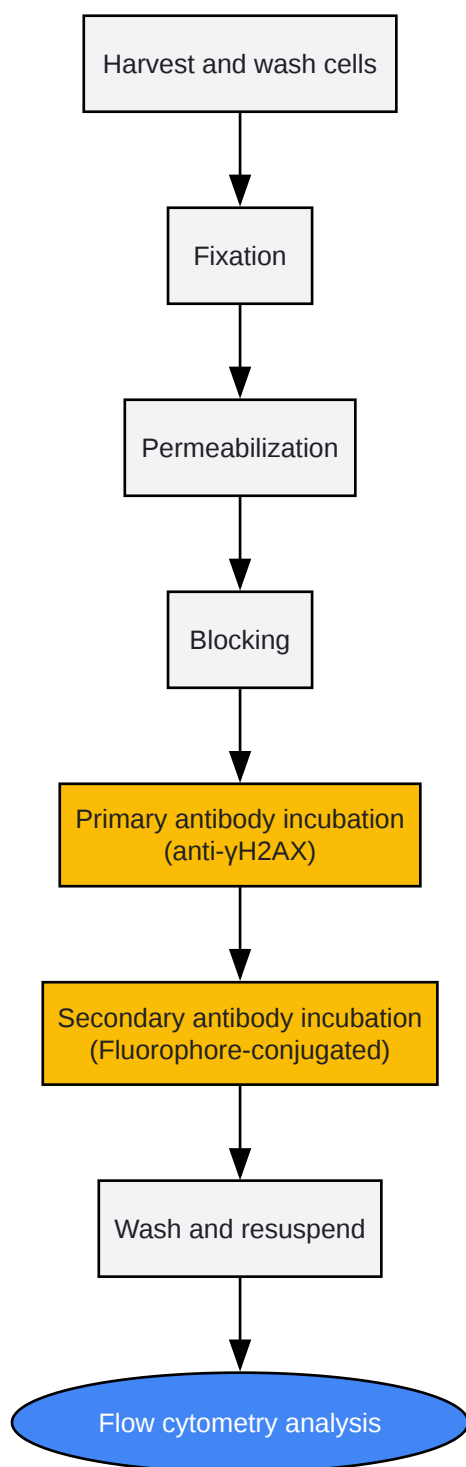 Harvest and wash cells
Fixation
Permeabilization
Blocking
Primary antibody incubation
(anti-γH2AX)
Secondary antibody incubation
(Fluorophore-conjugated)
Wash and resuspend
Flow cytometry analysis